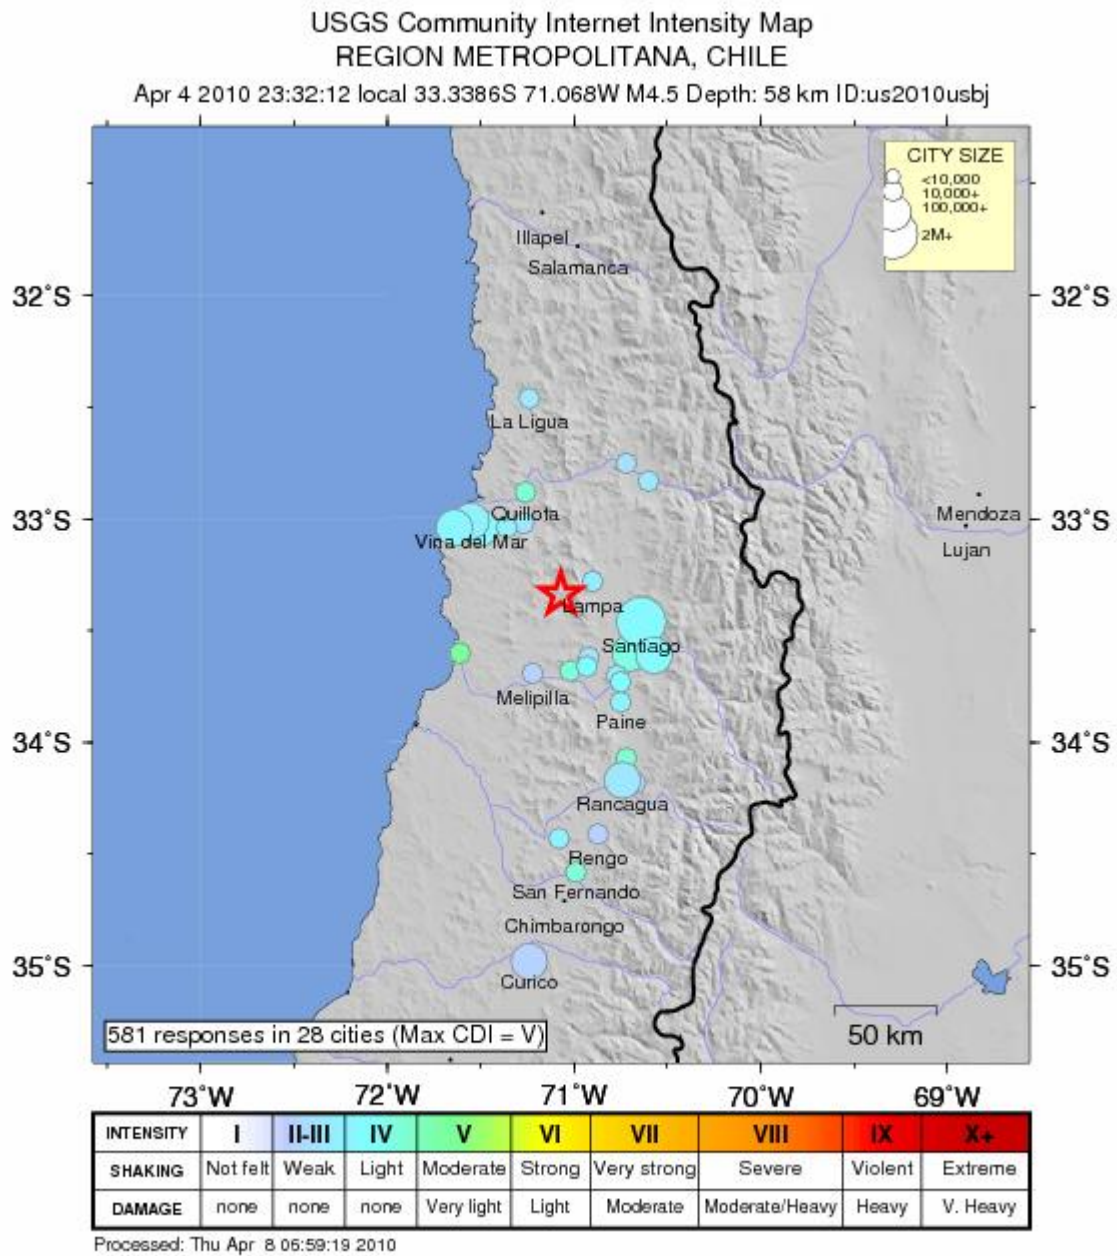 USGS Community Internet Intensity Map
REGION METROPOLITANA, CHILE
Apr 4 2010 23:32:12 local 33.3386S 71.068W M4.5 Depth: 58 km ID:us2010usbj
CITY SIZE
<10,000
10,000+
100,000+
2M+
Illapel
Salamanca
32°S 32°S
La Ligua
Quillota
Mendoza
33°S 33°S
Vina del Mar
Lujan
Lampa
Santiago
Melipilla
Paine
34°S 34°S
Rancagua
Rengo
San Fernando
Chimbarongo
35°S 35°S
Curico
581 responses in 28 cities (Max CDI = V)
50 km
73°W 72°W 71°W 70°W 69°W
INTENSITY I II-III IV V VI VII VIII IX X+
SHAKING Not felt Weak Light Moderate Strong Very strong Severe Violent Extreme
DAMAGE none none none Very light Light Moderate Moderate/Heavy Heavy V. Heavy
Processed: Thu Apr 8 06:59:19 2010